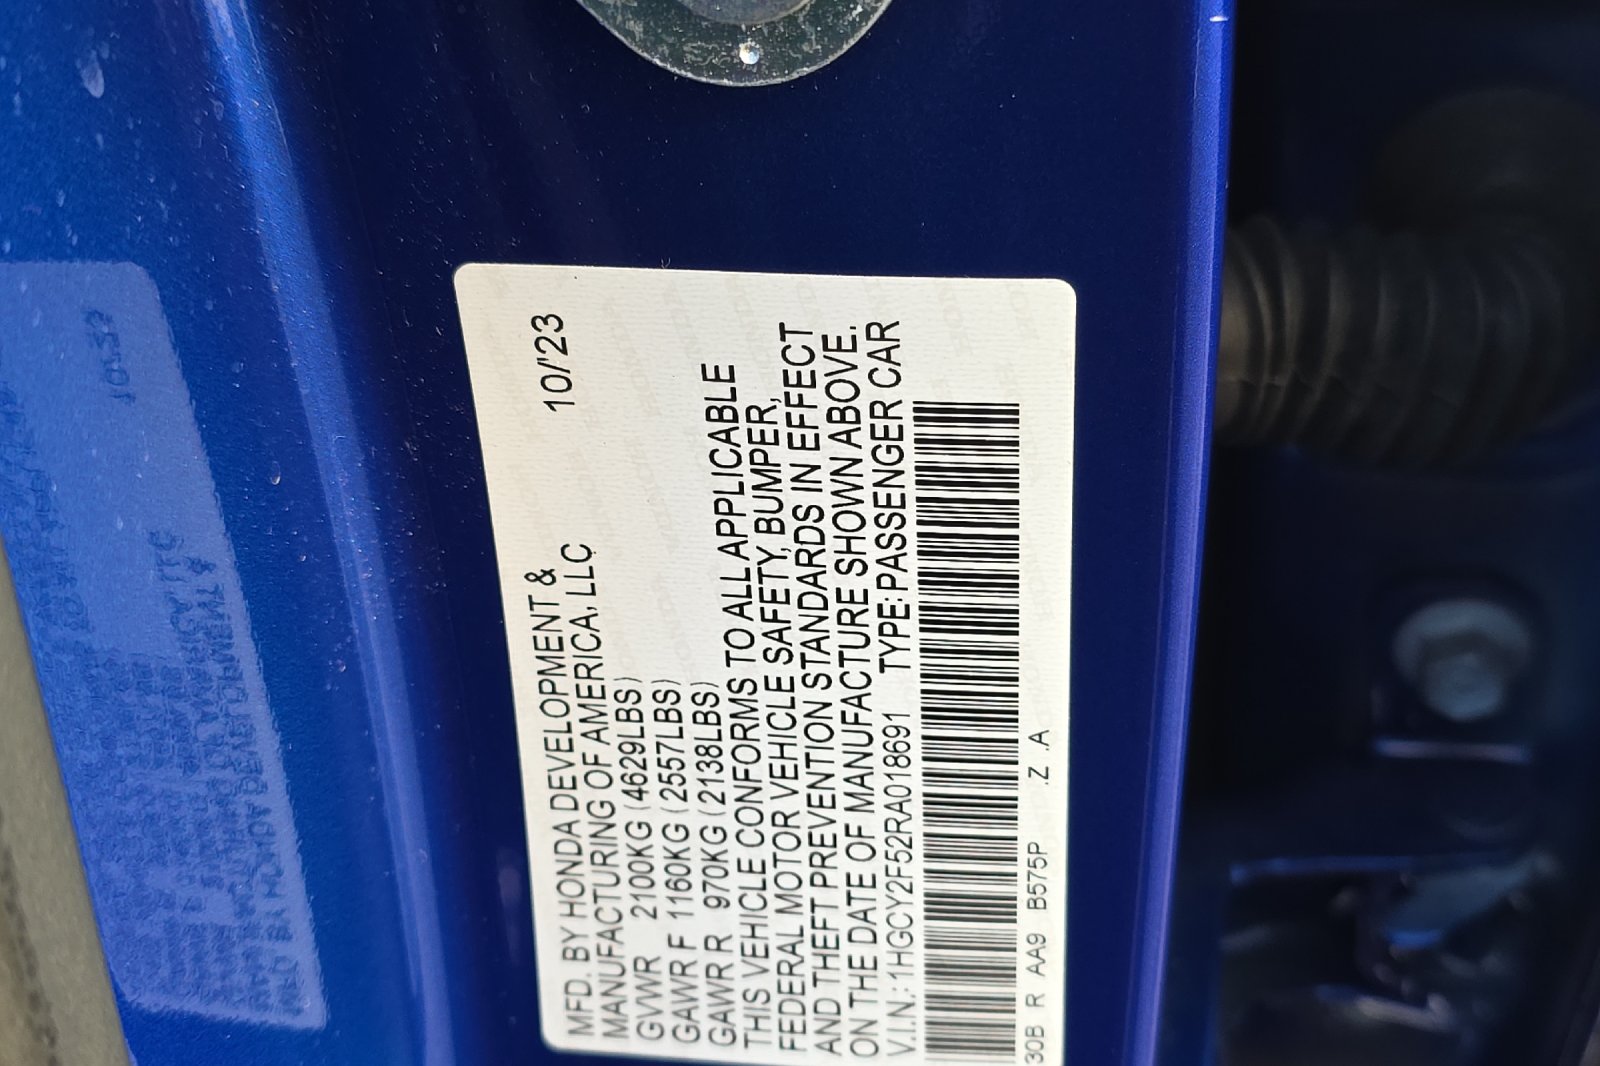 MFD. BY HONDA DEVELOPMENT & 10/'23
MANUFACTURING OF AMERICA, LLC
GVWR 2100KG (4629LBS)
GAWR F 1160KG (2557LBS)
GAWR R 970KG (2138LBS)
THIS VEHICLE CONFORMS TO ALL APPLICABLE
FEDERAL MOTOR VEHICLE SAFETY, BUMPER,
AND THEFT PREVENTION STANDARDS IN EFFECT
ON THE DATE OF MANUFACTURE SHOWN ABOVE.
V.I.N.: 1HGCY2F52RA018691 TYPE: PASSENGER CAR
30B R AA9 B575P .Z .A